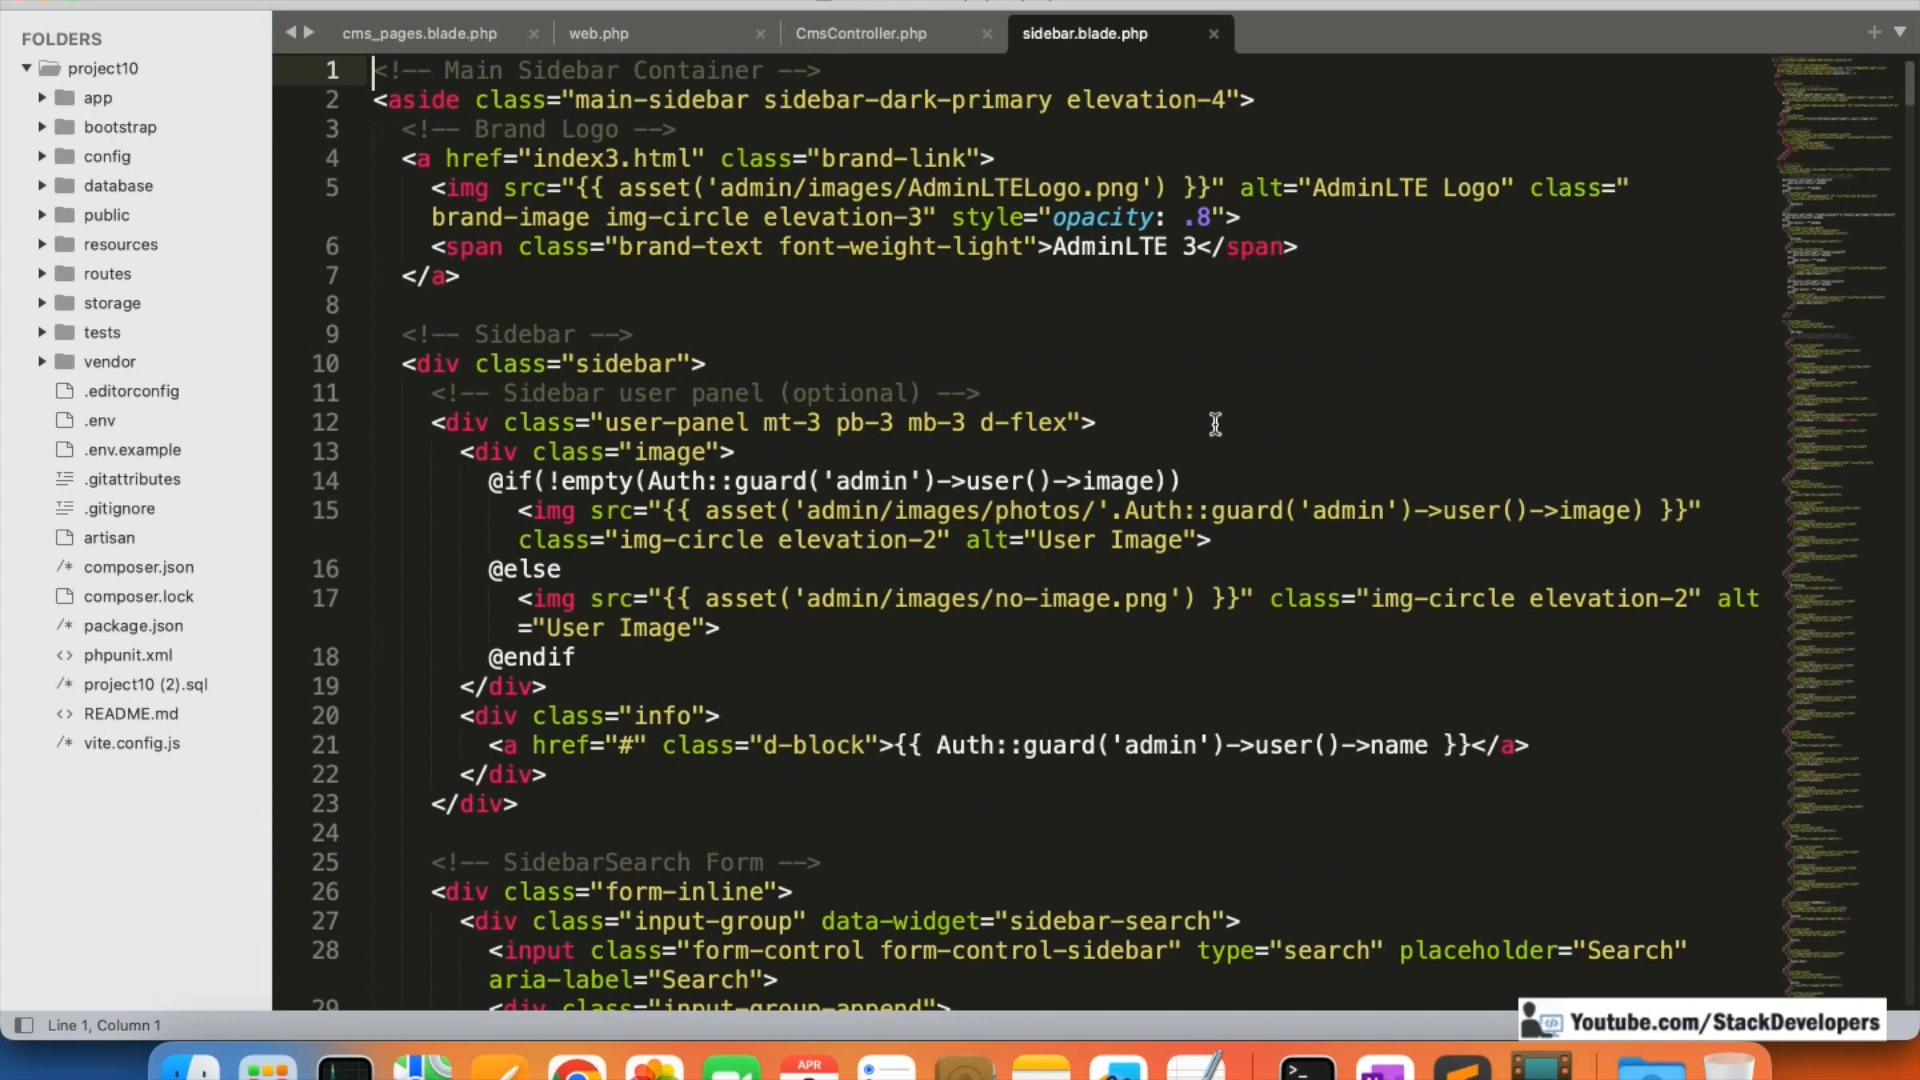 cms_pages.blade.php
web.php
CmsController.php
sidebar.blade.php
FOLDERS
project10
app
bootstrap
config
database
public
resources
routes
storage
tests
vendor
.editorconfig
.env
.env.example
.gitattributes
.gitignore
artisan
composer.json
composer.lock
package.json
phpunit.xml
project10 (2).sql
README.md
vite.config.js
1 <!-- Main Sidebar Container -->
2 <aside class="main-sidebar sidebar-dark-primary elevation-4">
3 <!-- Brand Logo -->
4 <a href="index3.html" class="brand-link">
5 <img src="{{ asset('admin/images/AdminLTELogo.png') }}" alt="AdminLTE Logo" class="
brand-image img-circle elevation-3" style="opacity: .8">
6 <span class="brand-text font-weight-light">AdminLTE 3</span>
7 </a>
8
9 <!-- Sidebar -->
10 <div class="sidebar">
11 <!-- Sidebar user panel (optional) -->
12 <div class="user-panel mt-3 pb-3 mb-3 d-flex">
13 <div class="image">
14 @if(!empty(Auth::guard('admin')->user()->image))
15 <img src="{{ asset('admin/images/photos/'.Auth::guard('admin')->user()->image) }}"
class="img-circle elevation-2" alt="User Image">
16 @else
17 <img src="{{ asset('admin/images/no-image.png') }}" class="img-circle elevation-2" alt
="User Image">
18 @endif
19 </div>
20 <div class="info">
21 <a href="#" class="d-block">{{ Auth::guard('admin')->user()->name }}</a>
22 </div>
23 </div>
24
25 <!-- SidebarSearch Form -->
26 <div class="form-inline">
27 <div class="input-group" data-widget="sidebar-search">
28 <input class="form-control form-control-sidebar" type="search" placeholder="Search"
aria-label="Search">
29 <div class="input-group-append">
Line 1, Column 1
Youtube.com/StackDevelopers
APR